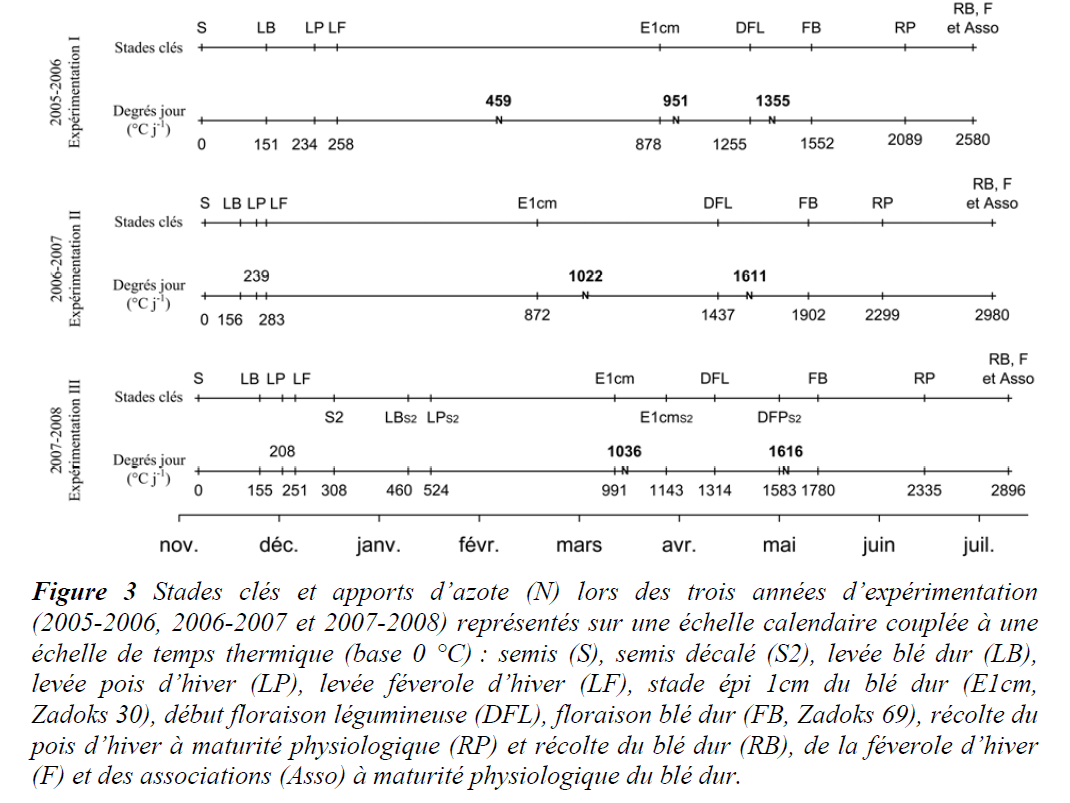 2005-2006
Expérimentation I
RB, F
S LB LP LF E1cm DFL FB RP et Asso
Stades clés
459 951 1355
Degrés jour
(°C j-1)
N N N
0 151 234 258 878 1255 1552 2089 2580
2006-2007
Expérimentation II
RB, F
S LB LP LF E1cm DFL FB RP et Asso
Stades clés
239 1022 1611
Degrés jour
(°C j-1)
N N
0 156 283 872 1437 1902 2299 2980
2007-2008
Expérimentation III
RB, F
S LB LP LF E1cm DFL FB RP et Asso
Stades clés
S2 LBS2 LPS2 E1cmS2 DFPS2
208 1036 1616
Degrés jour
(°C j-1)
N N
0 155 251 308 460 524 991 1143 1314 1583 1780 2335 2896
nov. déc. janv. févr. mars avr. mai juin juil.
Figure 3 Stades clés et apports d’azote (N) lors des trois années d’expérimentation
(2005-2006, 2006-2007 et 2007-2008) représentés sur une échelle calendaire couplée à une
échelle de temps thermique (base 0 °C) : semis (S), semis décalé (S2), levée blé dur (LB),
levée pois d’hiver (LP), levée féverole d’hiver (LF), stade épi 1cm du blé dur (E1cm,
Zadoks 30), début floraison légumineuse (DFL), floraison blé dur (FB, Zadoks 69), récolte du
pois d’hiver à maturité physiologique (RP) et récolte du blé dur (RB), de la féverole d’hiver
(F) et des associations (Asso) à maturité physiologique du blé dur.